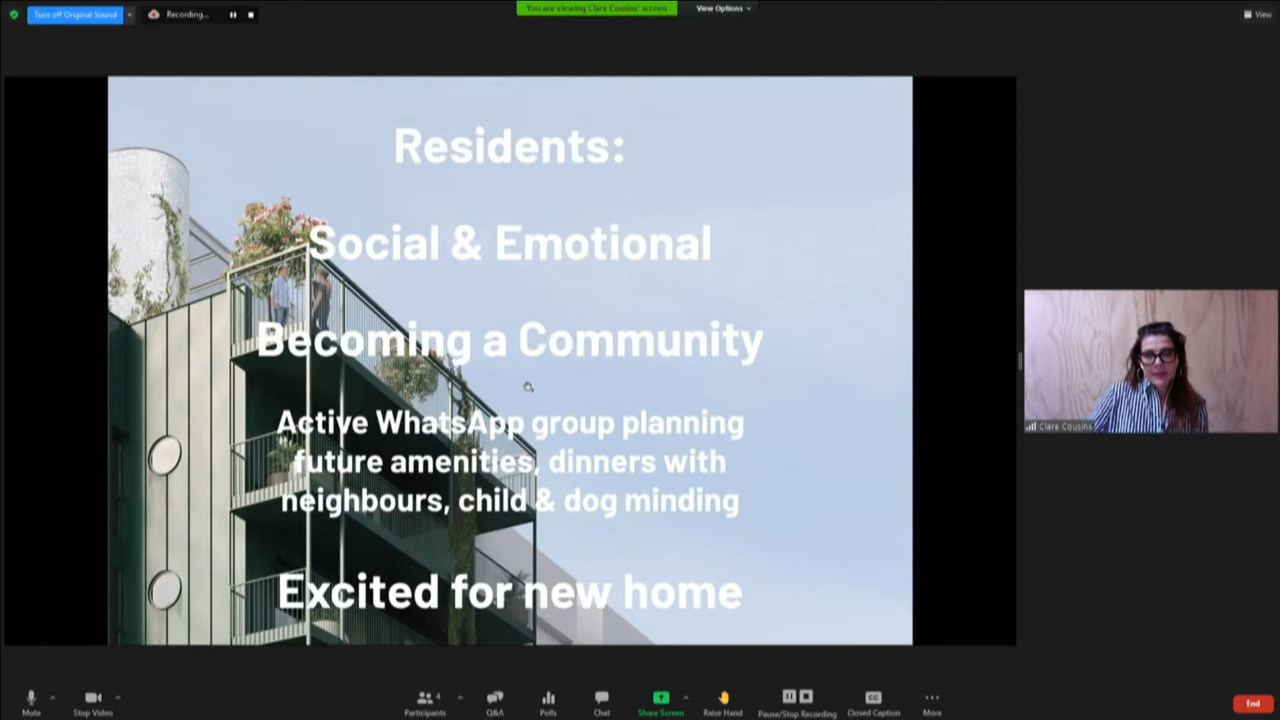 Turn off Original Sound
Recording...
You are viewing Clare Cousins' screen
View Options
View
Residents:
Social & Emotional
Becoming a Community
Active WhatsApp group planning
future amenities, dinners with
neighbours, child & dog minding
Excited for new home
Clare Cousins
Mute
Stop Video
4
Participants
Q&A
Polls
Chat
Share Screen
Raise Hand
Pause/Stop Recording
CC
Closed Caption
More
End